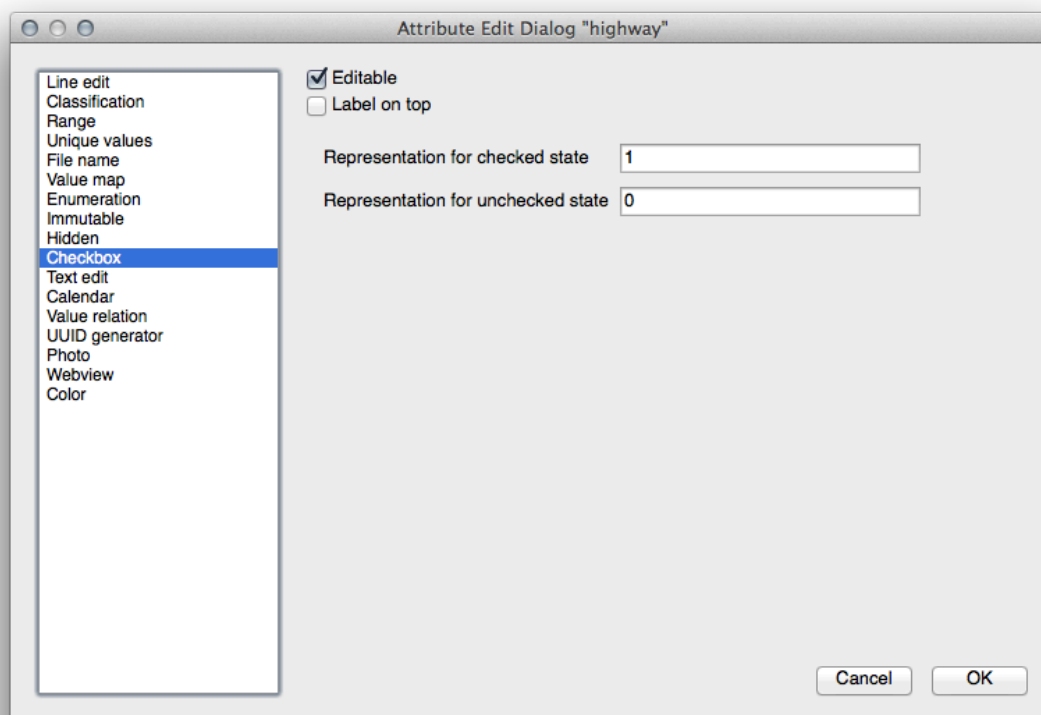 Attribute Edit Dialog "highway"
Line edit
Classification
Range
Unique values
File name
Value map
Enumeration
Immutable
Hidden
Checkbox
Text edit
Calendar
Value relation
UUID generator
Photo
Webview
Color
Editable
Label on top
Representation for checked state 1
Representation for unchecked state 0
Cancel OK